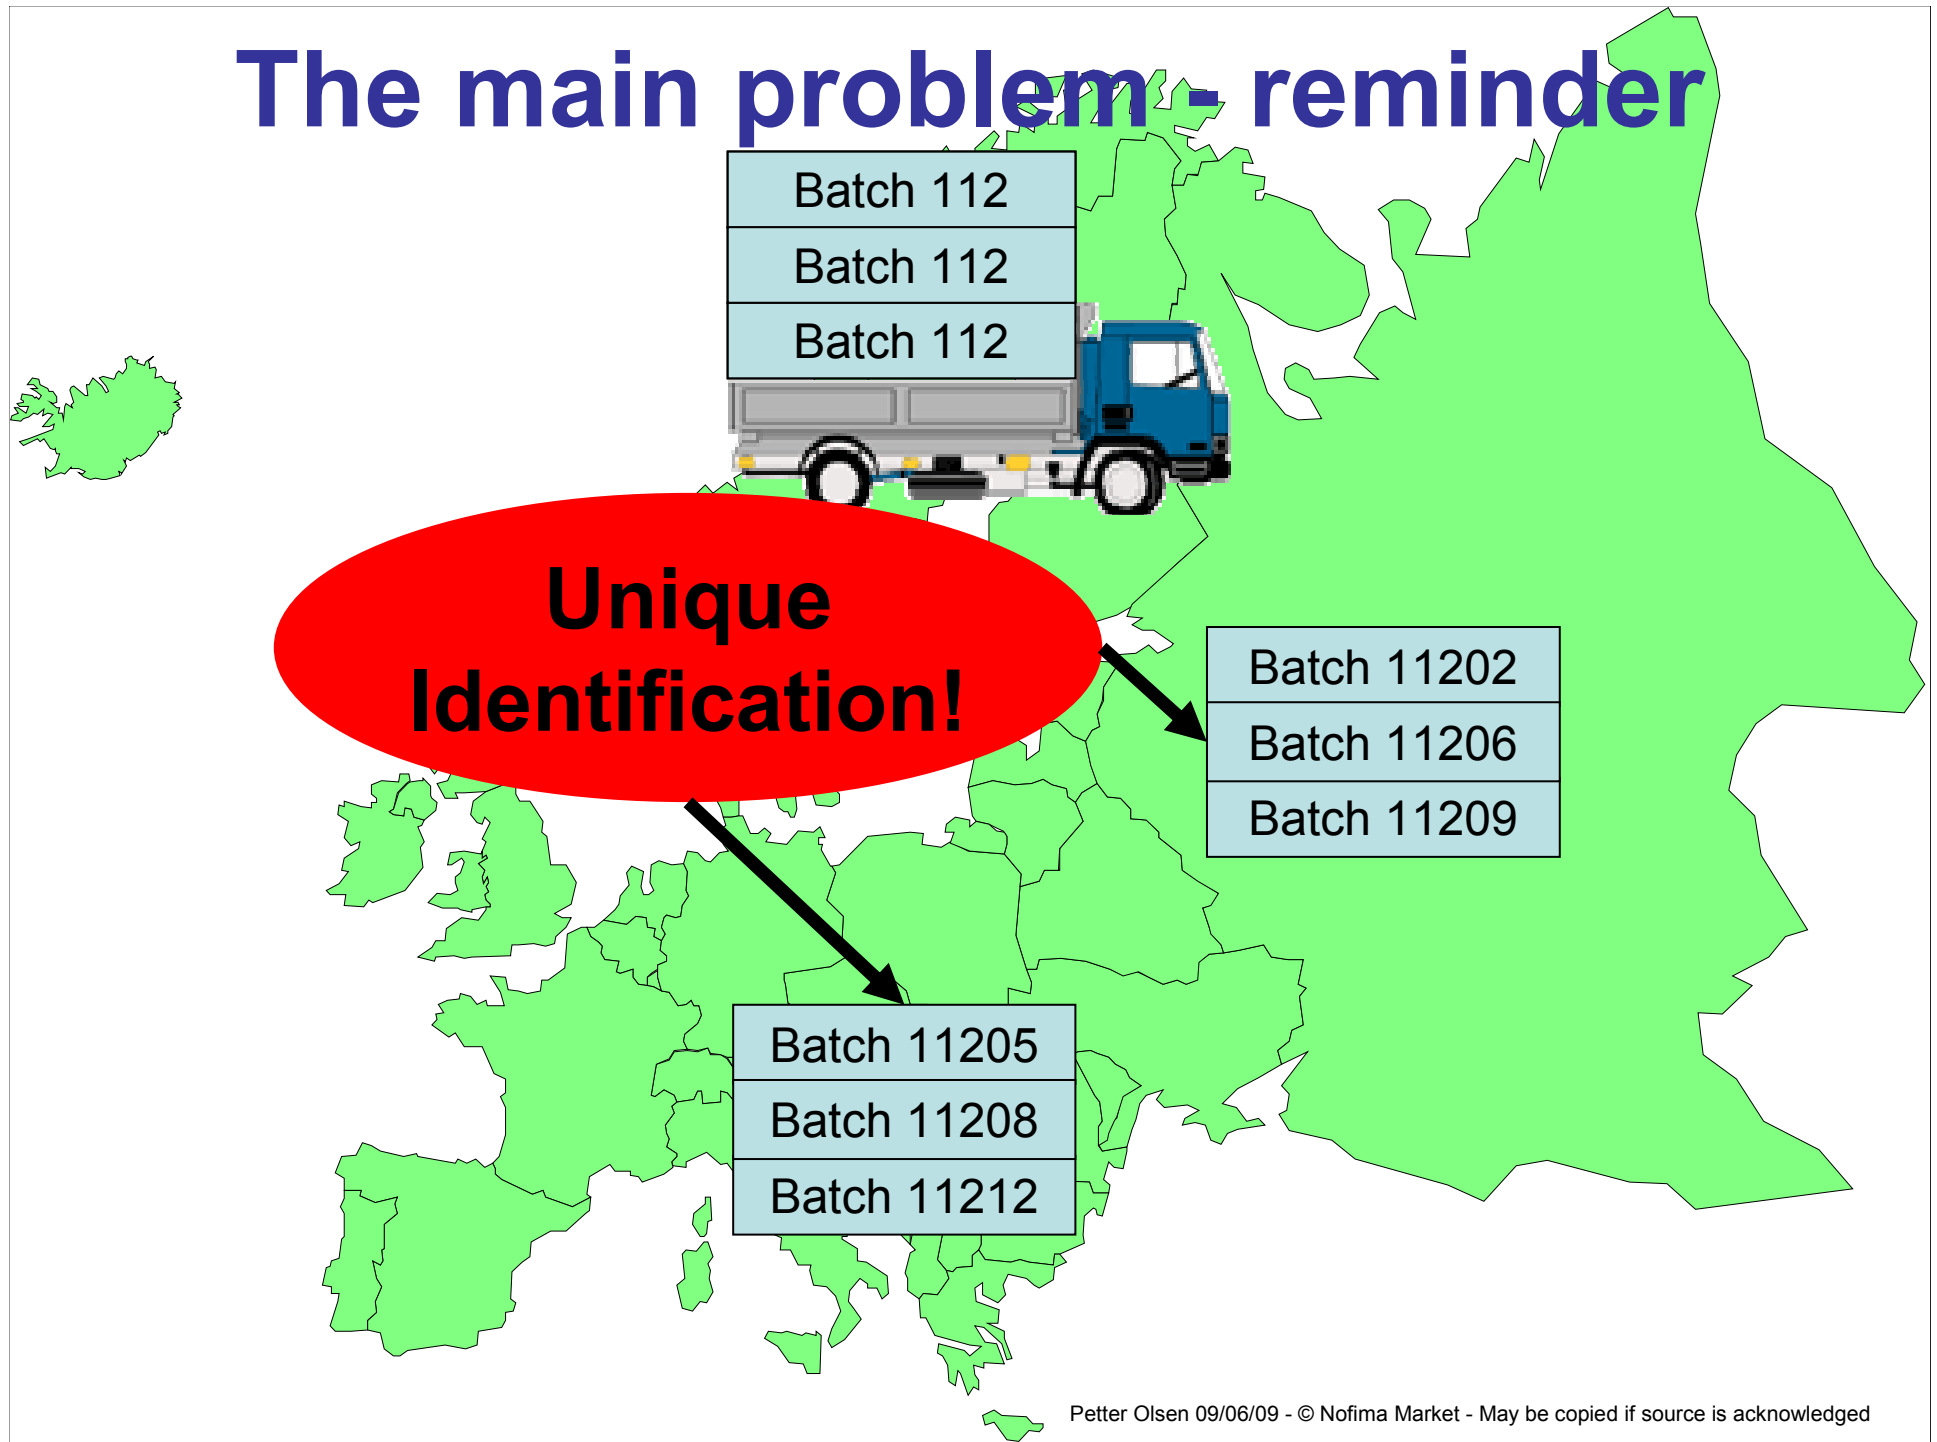 The main problem - reminder
Batch 112
Batch 112
Batch 112
Unique
Identification!
Batch 11202
Batch 11206
Batch 11209
Batch 11205
Batch 11208
Batch 11212
Petter Olsen 09/06/09 - © Nofima Market - May be copied if source is acknowledged